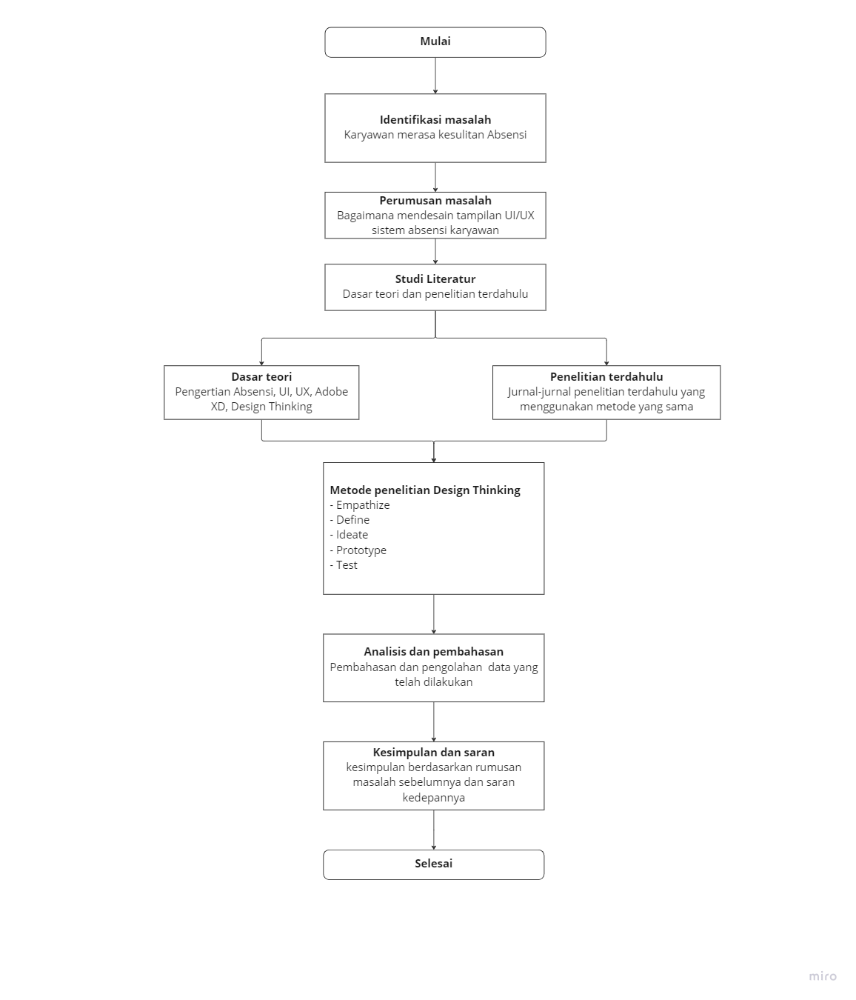 Mulai
Identifikasi masalah
Karyawan merasa kesulitan Absensi
Perumusan masalah
Bagaimana mendesain tampilan UI/UX
sistem absensi karyawan
Studi Literatur
Dasar teori dan penelitian terdahulu
Dasar teori
Pengertian Absensi, UI, UX, Adobe
XD, Design Thinking
Penelitian terdahulu
Jurnal-jurnal penelitian terdahulu yang
menggunakan metode yang sama
Metode penelitian Design Thinking
- Empathize
- Define
- Ideate
- Prototype
- Test
Analisis dan pembahasan
Pembahasan dan pengolahan  data yang
telah dilakukan
Kesimpulan dan saran
kesimpulan berdasarkan rumusan
masalah sebelumnya dan saran
kedepannya
Selesai
miro